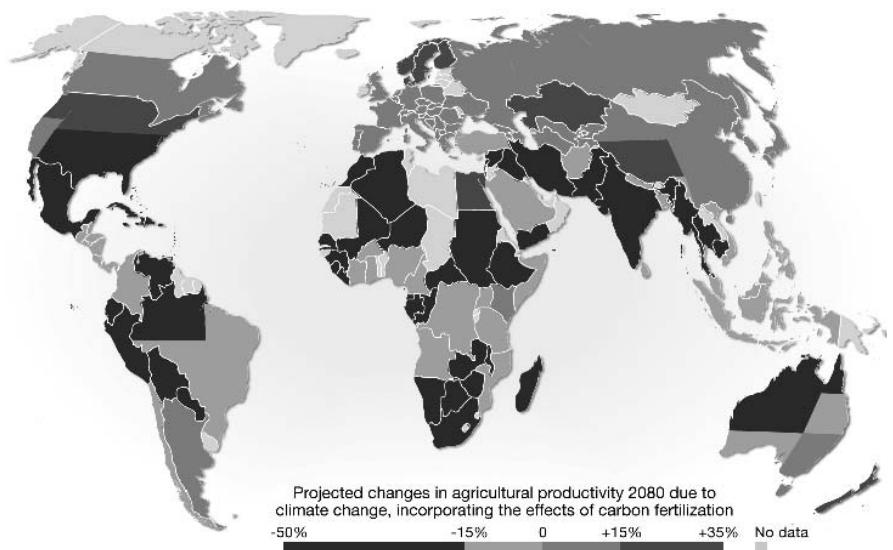 Projected changes in agricultural productivity 2080 due to
climate change, incorporating the effects of carbon fertilization
-50% -15% 0 +15% +35% No data